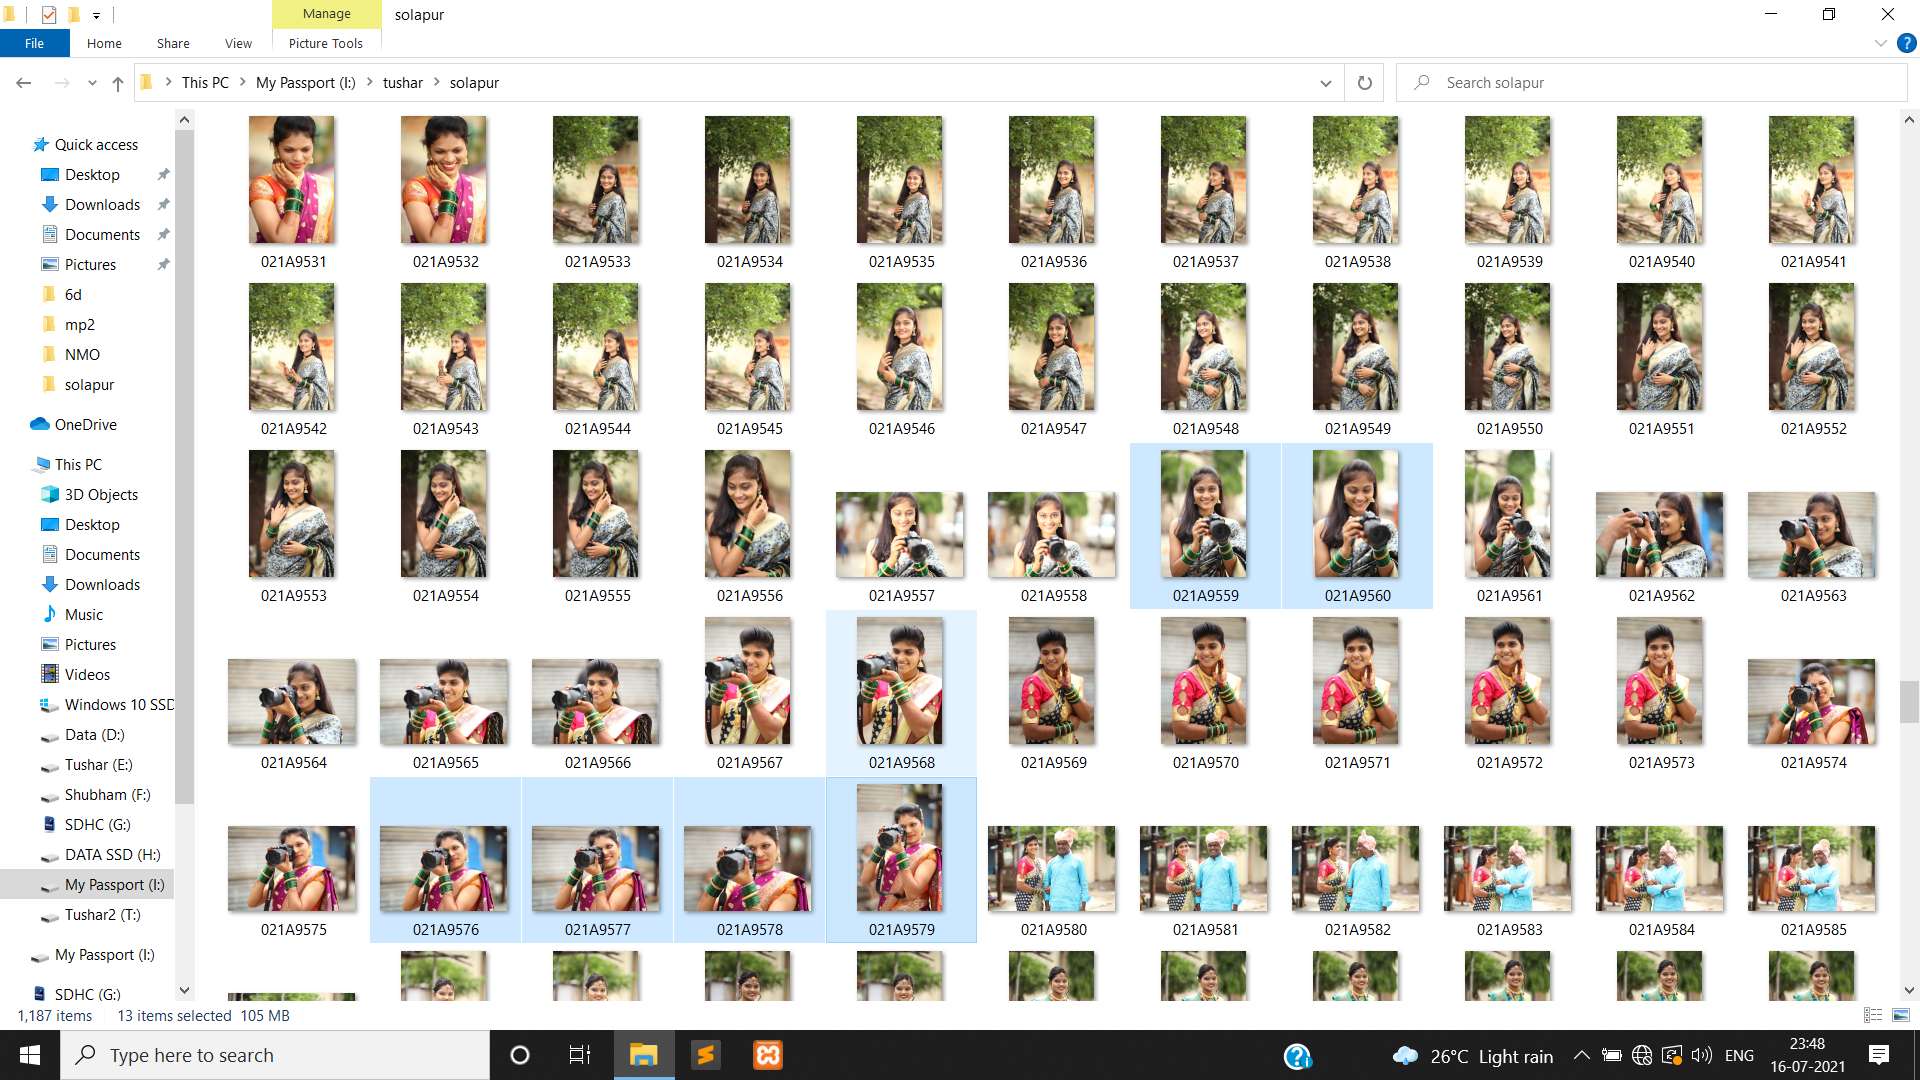 Manage
solapur
File
Home
Share
View
Picture Tools
This PC
My Passport (I:)
tushar
solapur
Search solapur
Quick access
Desktop
Downloads
Documents
Pictures
6d
mp2
NMO
solapur
OneDrive
This PC
3D Objects
Desktop
Documents
Downloads
Music
Pictures
Videos
Windows 10 SSD
Data (D:)
Tushar (E:)
Shubham (F:)
SDHC (G:)
DATA SSD (H:)
My Passport (I:)
Tushar2 (T:)
My Passport (I:)
SDHC (G:)
021A9531 021A9532 021A9533 021A9534 021A9535 021A9536 021A9537 021A9538 021A9539 021A9540 021A9541
021A9542 021A9543 021A9544 021A9545 021A9546 021A9547 021A9548 021A9549 021A9550 021A9551 021A9552
021A9553 021A9554 021A9555 021A9556 021A9557 021A9558 021A9559 021A9560 021A9561 021A9562 021A9563
021A9564 021A9565 021A9566 021A9567 021A9568 021A9569 021A9570 021A9571 021A9572 021A9573 021A9574
021A9575 021A9576 021A9577 021A9578 021A9579 021A9580 021A9581 021A9582 021A9583 021A9584 021A9585
1,187 items 13 items selected 105 MB
Type here to search
26°C Light rain
ENG
23:48
16-07-2021